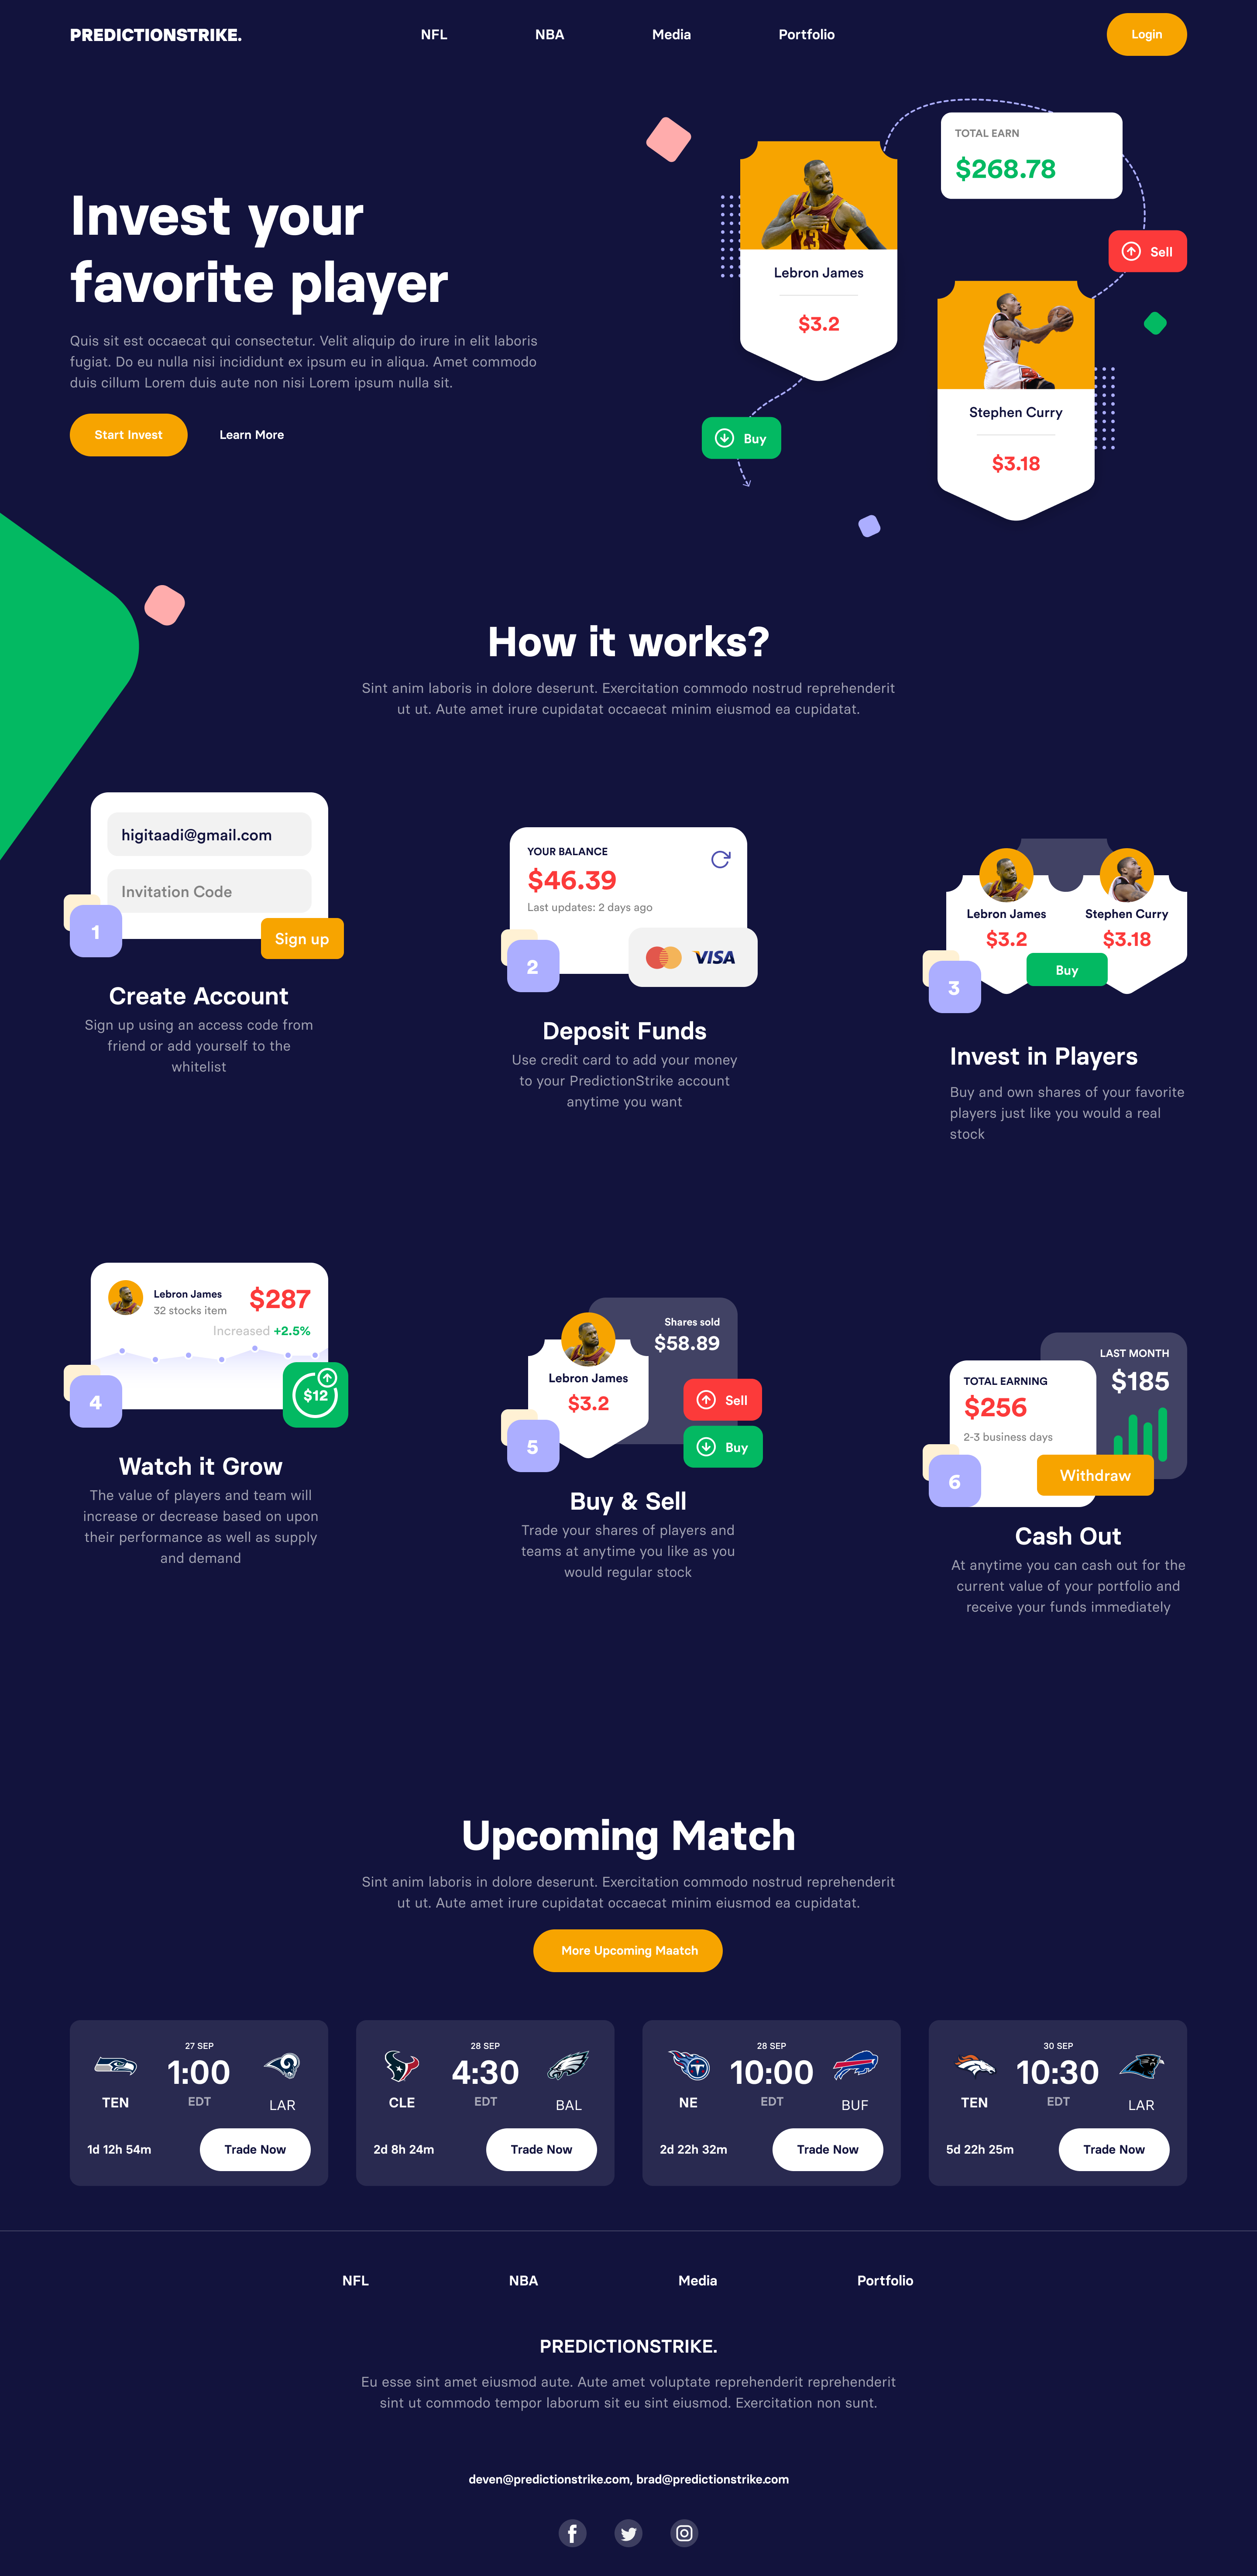 PREDICTIONSTRIKE.
NFL
NBA
Media
Portfolio
Login
Invest your
favorite player
Quis sit est occaecat qui consectetur. Velit aliquip do irure in elit laboris
fugiat. Do eu nulla nisi incididunt ex ipsum eu in aliqua. Amet commodo
duis cillum Lorem duis aute non nisi Lorem ipsum nulla sit.
Start Invest
Learn More
TOTAL EARN
$268.78
Lebron James
$3.2
Sell
Stephen Curry
$3.18
Buy
How it works?
Sint anim laboris in dolore deserunt. Exercitation commodo nostrud reprehenderit
ut ut. Aute amet irure cupidatat occaecat minim eiusmod ea cupidatat.
higitaadi@gmail.com
Invitation Code
1
Sign up
Create Account
Sign up using an access code from
friend or add yourself to the
whitelist
YOUR BALANCE
$46.39
Last updates: 2 days ago
2
VISA
Deposit Funds
Use credit card to add your money
to your PredictionStrike account
anytime you want
Lebron James
$3.2
Stephen Curry
$3.18
Buy
3
Invest in Players
Buy and own shares of your favorite
players just like you would a real
stock
Lebron James
32 stocks item
$287
Increased +2.5%
$12
4
Watch it Grow
The value of players and team will
increase or decrease based on upon
their performance as well as supply
and demand
Shares sold
$58.89
Lebron James
$3.2
Sell
Buy
5
Buy & Sell
Trade your shares of players and
teams at anytime you like as you
would regular stock
LAST MONTH
$185
TOTAL EARNING
$256
2-3 business days
Withdraw
6
Cash Out
At anytime you can cash out for the
current value of your portfolio and
receive your funds immediately
Upcoming Match
Sint anim laboris in dolore deserunt. Exercitation commodo nostrud reprehenderit
ut ut. Aute amet irure cupidatat occaecat minim eiusmod ea cupidatat.
More Upcoming Maatch
27 SEP
1:00
TEN
EDT
LAR
1d 12h 54m
Trade Now
28 SEP
4:30
CLE
EDT
BAL
2d 8h 24m
Trade Now
28 SEP
10:00
NE
EDT
BUF
2d 22h 32m
Trade Now
30 SEP
10:30
TEN
EDT
LAR
5d 22h 25m
Trade Now
NFL
NBA
Media
Portfolio
PREDICTIONSTRIKE.
Eu esse sint amet eiusmod aute. Aute amet voluptate reprehenderit reprehenderit
sint ut commodo tempor laborum sit eu sint eiusmod. Exercitation non sunt.
deven@predictionstrike.com, brad@predictionstrike.com